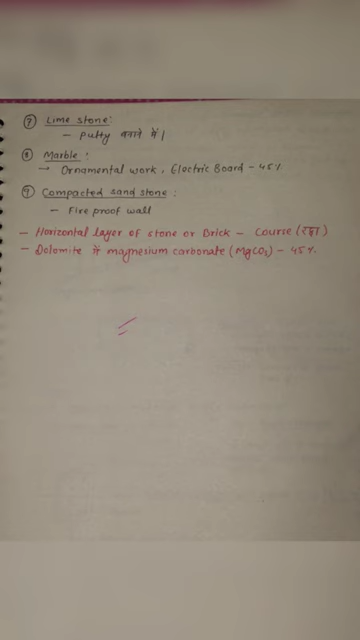 ⑦ Lime stone:
- Putty बनाने में।
⑧ Marble:
→ Ornamental work, Electric Board - 45%
⑨ Compacted sand stone:
- Fire proof wall
- Horizontal layer of stone or Brick - Course (रद्दा)
- Dolomite में magnesium carbonate (MgCO₃) - 45%.